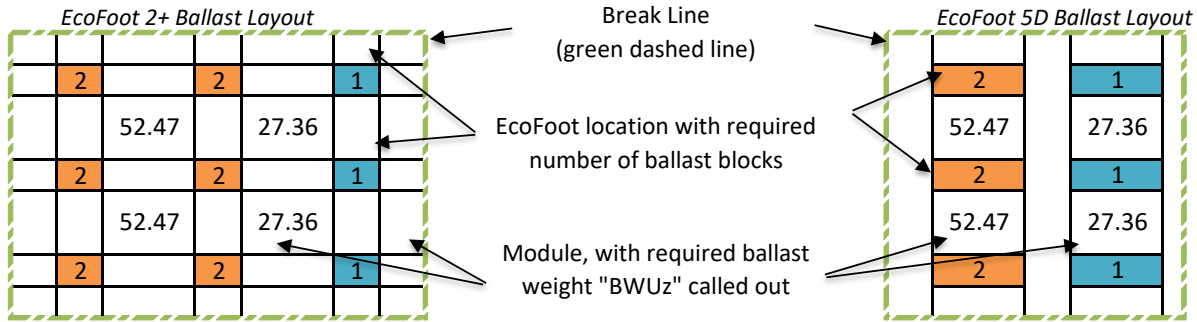 EcoFoot 2+ Ballast Layout
2 2 1
52.47 27.36
2 2 1
52.47 27.36
2 2 1
Break Line
(green dashed line)
EcoFoot location with required
number of ballast blocks
Module, with required ballast
weight "BWUz" called out
EcoFoot 5D Ballast Layout
2 1
52.47 27.36
2 1
52.47 27.36
2 1